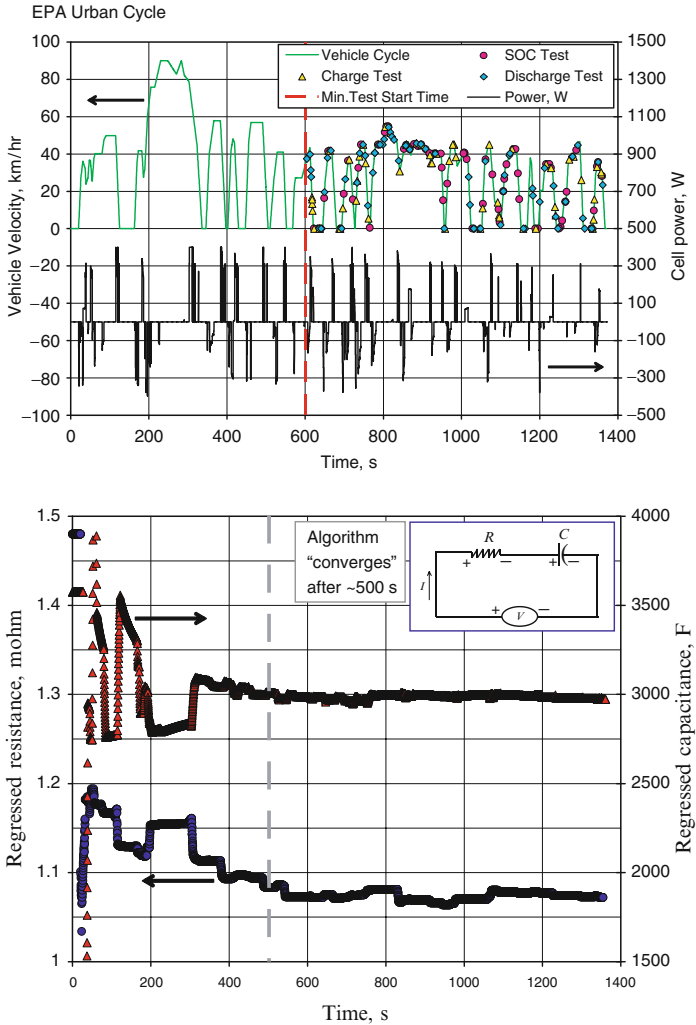 EPA Urban Cycle
Vehicle Cycle
SOC Test
Charge Test
Discharge Test
Min.Test Start Time
Power, W
Vehicle Velocity, km/hr
100
80
60
40
20
0
−20
−40
−60
−80
−100
Cell power, W
1500
1300
1100
900
700
500
300
100
−100
−300
−500
0 200 400 600 800 1000 1200 1400
Time, s
Regressed resistance, mohm
1.5
1.4
1.3
1.2
1.1
1
Algorithm
“converges”
after ~500 s
R
C
+ − + −
I
+ V −
Regressed capacitance, F
4000
3500
3000
2500
2000
1500
0 200 400 600 800 1000 1200 1400
Time, s